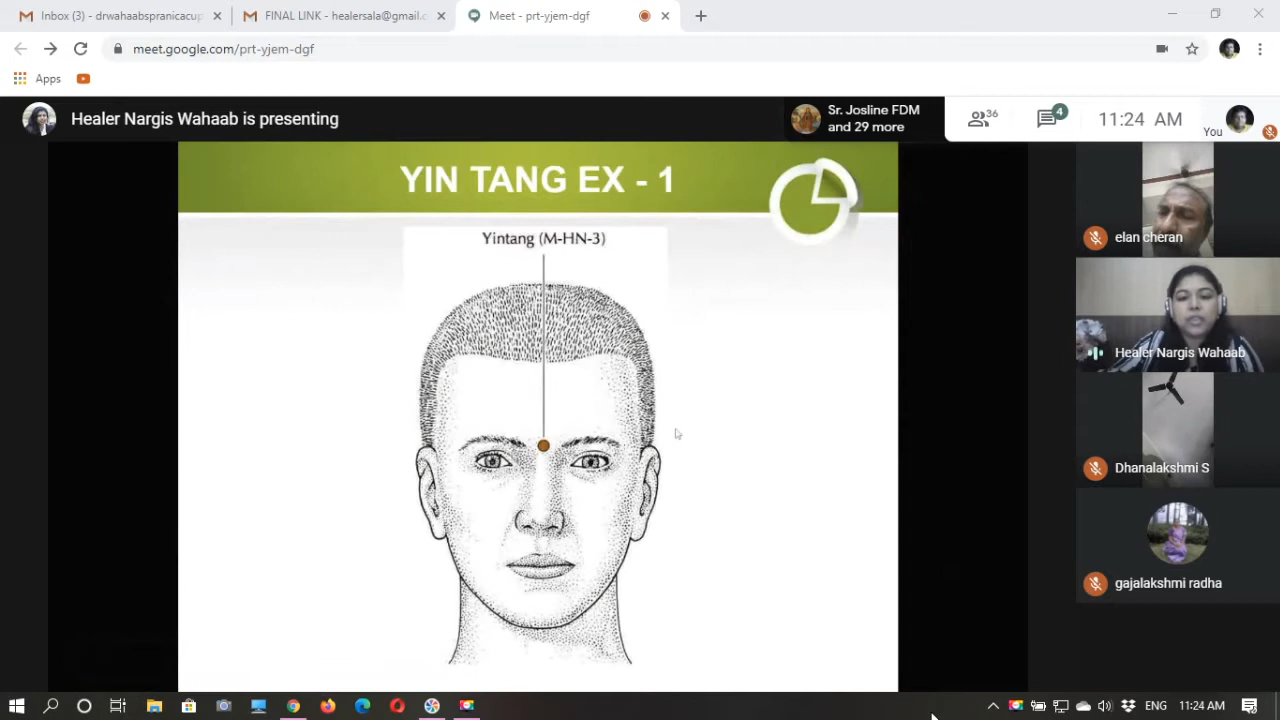 Inbox (3) - drwahaabspranicacup
FINAL LINK - healersala@gmail.c
Meet - prt-yjem-dgf
meet.google.com/prt-yjem-dgf
Apps
Healer Nargis Wahaab is presenting
Sr. Josline FDM
and 29 more
36
4
11:24 AM
You
YIN TANG EX - 1
Yintang (M-HN-3)
elan cheran
Healer Nargis Wahaab
Dhanalakshmi S
gajalakshmi radha
ENG
11:24 AM